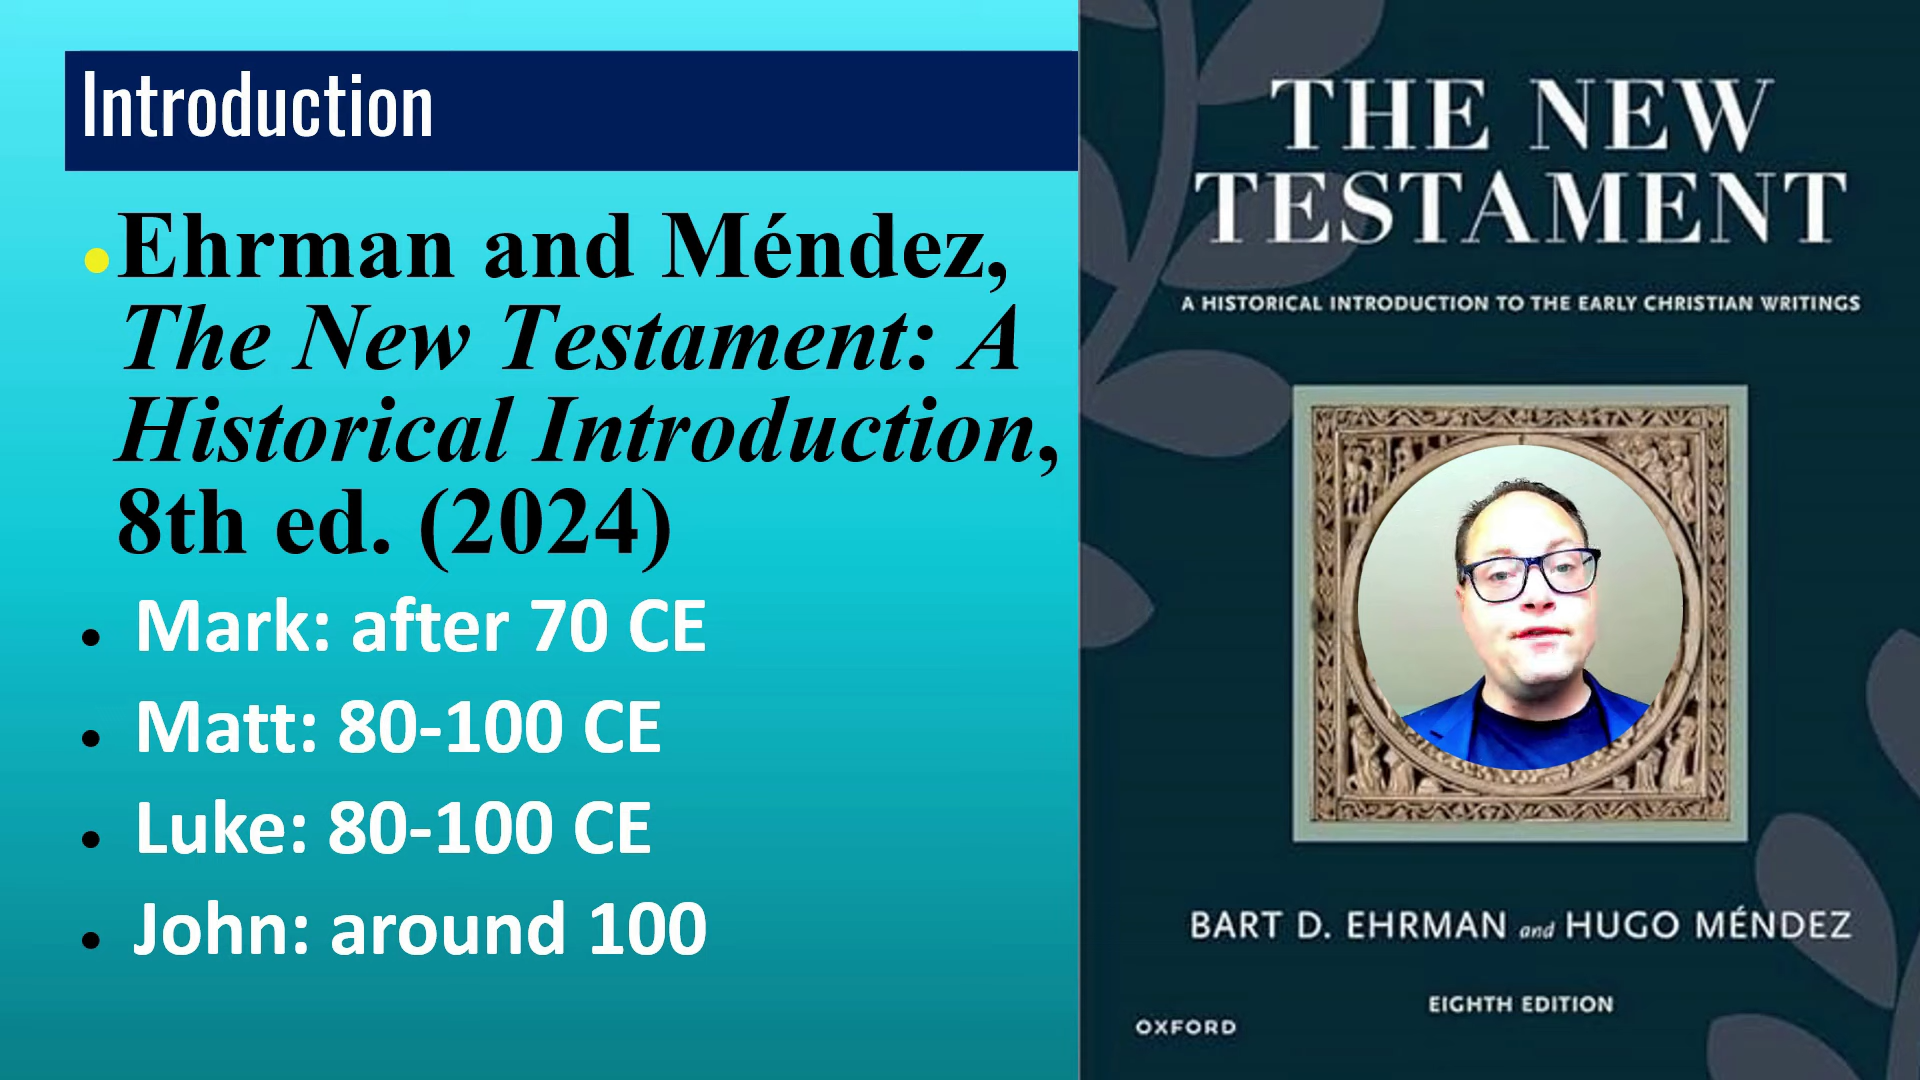 Introduction
Ehrman and Méndez,
The New Testament: A
Historical Introduction,
8th ed. (2024)
Mark: after 70 CE
Matt: 80-100 CE
Luke: 80-100 CE
John: around 100
THE NEW
TESTAMENT
A HISTORICAL INTRODUCTION TO THE EARLY CHRISTIAN WRITINGS
BART D. EHRMAN and HUGO MÉNDEZ
EIGHTH EDITION
OXFORD